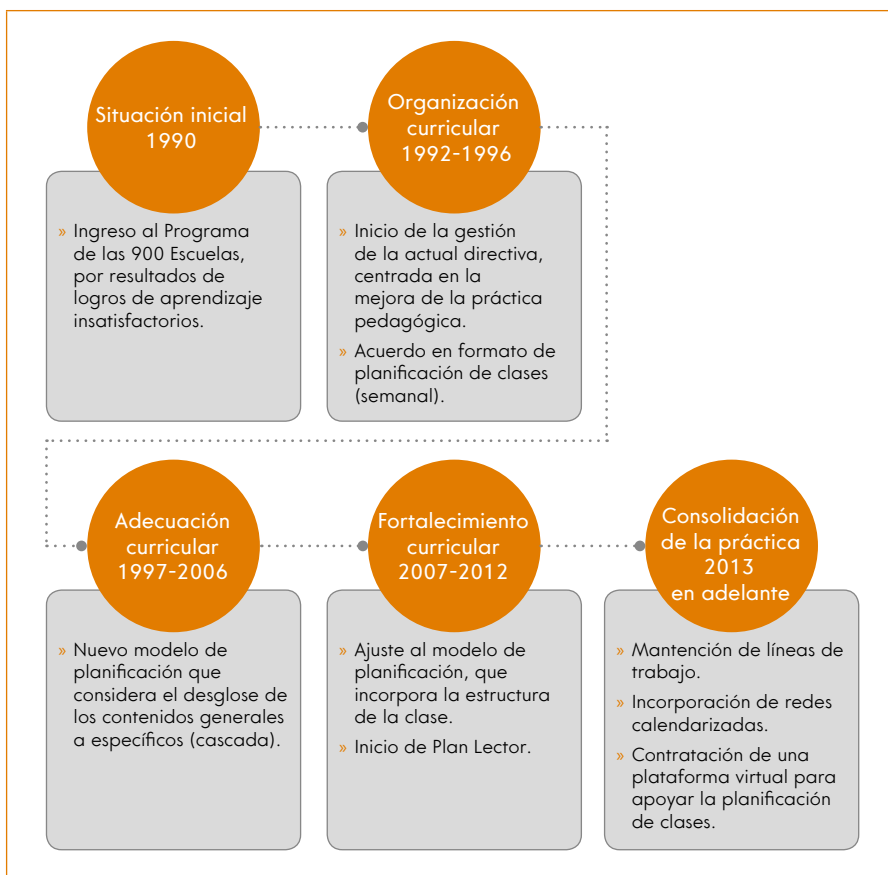 Situación inicial
1990
» Ingreso al Programa
de las 900 Escuelas,
por resultados de
logros de aprendizaje
insatisfactorios.
Organización
curricular
1992-1996
» Inicio de la gestión
de la actual directiva,
centrada en la
mejora de la práctica
pedagógica.
» Acuerdo en formato de
planificación de clases
(semanal).
Adecuación
curricular
1997-2006
» Nuevo modelo de
planificación que
considera el desglose de
los contenidos generales
a específicos (cascada).
Fortalecimiento
curricular
2007-2012
» Ajuste al modelo de
planificación, que
incorpora la estructura
de la clase.
» Inicio de Plan Lector.
Consolidación
de la práctica
2013
en adelante
» Mantención de líneas de
trabajo.
» Incorporación de redes
calendarizadas.
» Contratación de una
plataforma virtual para
apoyar la planificación
de clases.